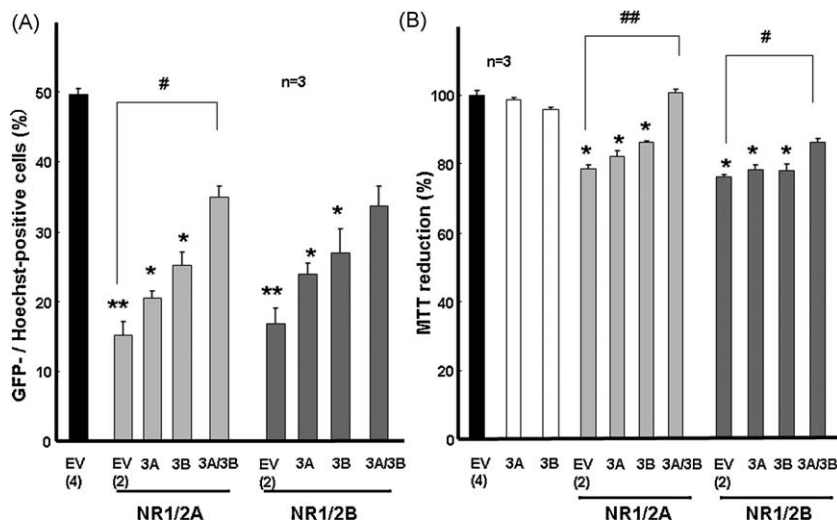 (A)
GFP- / Hoechst-positive cells (%)
50
40
30
20
10
0
#
n=3
** * *
** * *
EV (4)
EV (2) 3A 3B 3A/3B
EV (2) 3A 3B 3A/3B
NR1/2A NR1/2B
(B)
MTT reduction (%)
100
80
60
40
20
0
n=3
##
#
* * *
* * *
EV (4) 3A 3B
EV (2) 3A 3B 3A/3B
EV (2) 3A 3B 3A/3B
NR1/2A NR1/2B